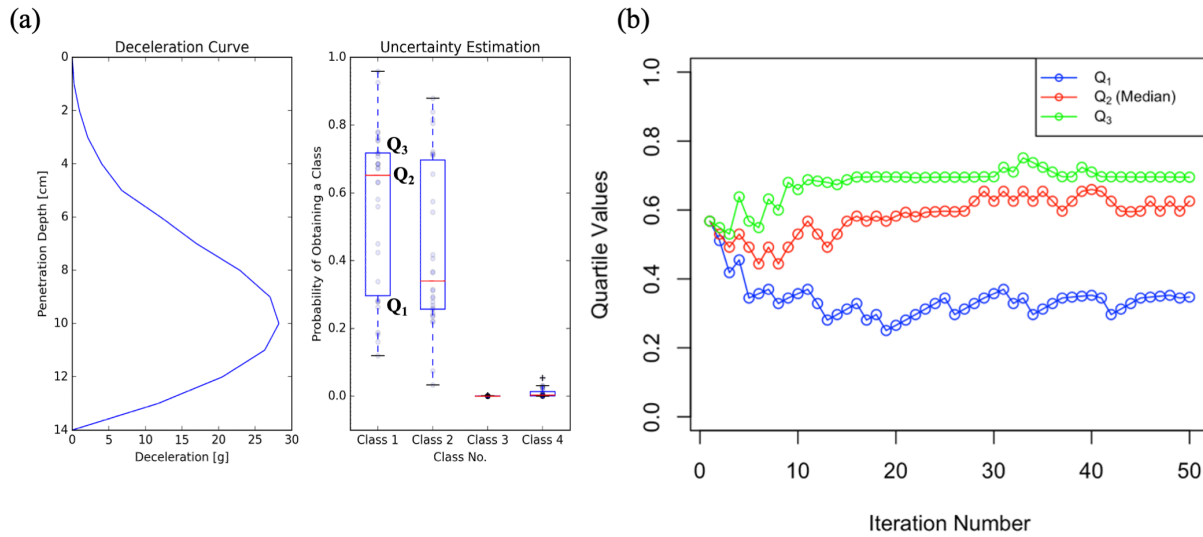 (a)
Deceleration Curve
0
2
4
6
8
10
12
14
Penetration Depth [cm]
0 5 10 15 20 25 30
Deceleration [g]
Uncertainty Estimation
1.0
0.8
0.6
0.4
0.2
0.0
Probability of Obtaining a Class
Q3
Q2
Q1
Class 1 Class 2 Class 3 Class 4
Class No.
(b)
1.0
0.8
0.6
0.4
0.2
0.0
Quartile Values
Q1
Q2 (Median)
Q3
0 10 20 30 40 50
Iteration Number